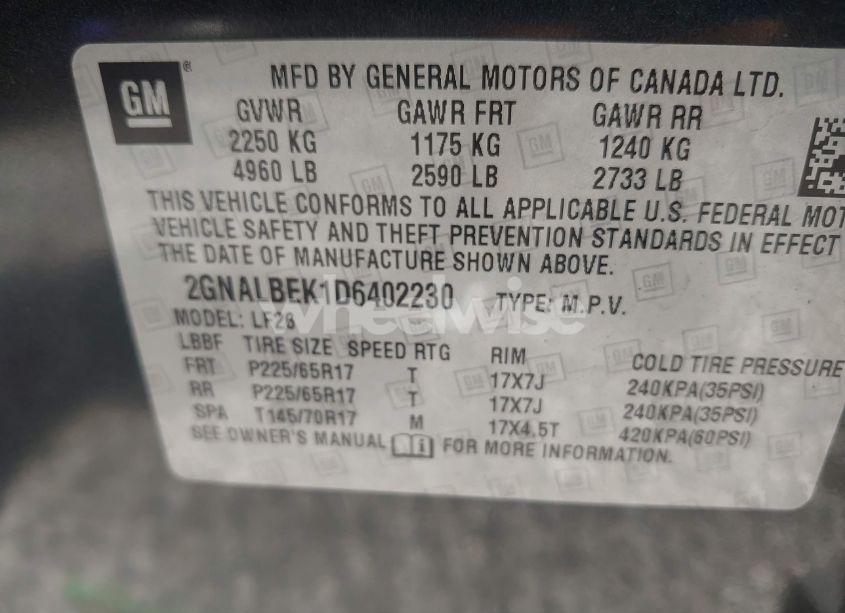 GM®
MFD BY GENERAL MOTORS OF CANADA LTD.
GVWR GAWR FRT GAWR RR
2250 KG 1175 KG 1240 KG
4960 LB 2590 LB 2733 LB
THIS VEHICLE CONFORMS TO ALL APPLICABLE U.S. FEDERAL MOT
VEHICLE SAFETY AND THEFT PREVENTION STANDARDS IN EFFECT
THE DATE OF MANUFACTURE SHOWN ABOVE.
2GNALBEK1D6402230 TYPE: M.P.V.
wheelwise
MODEL: LF26
LBBF TIRE SIZE SPEED RTG RIM COLD TIRE PRESSURE
FRT P225/65R17 T 17X7J 240KPA(35PSI)
RR P225/65R17 T 17X7J 240KPA(35PSI)
SPA T145/70R17 M 17X4.5T 420KPA(60PSI)
SEE OWNER'S MANUAL FOR MORE INFORMATION.